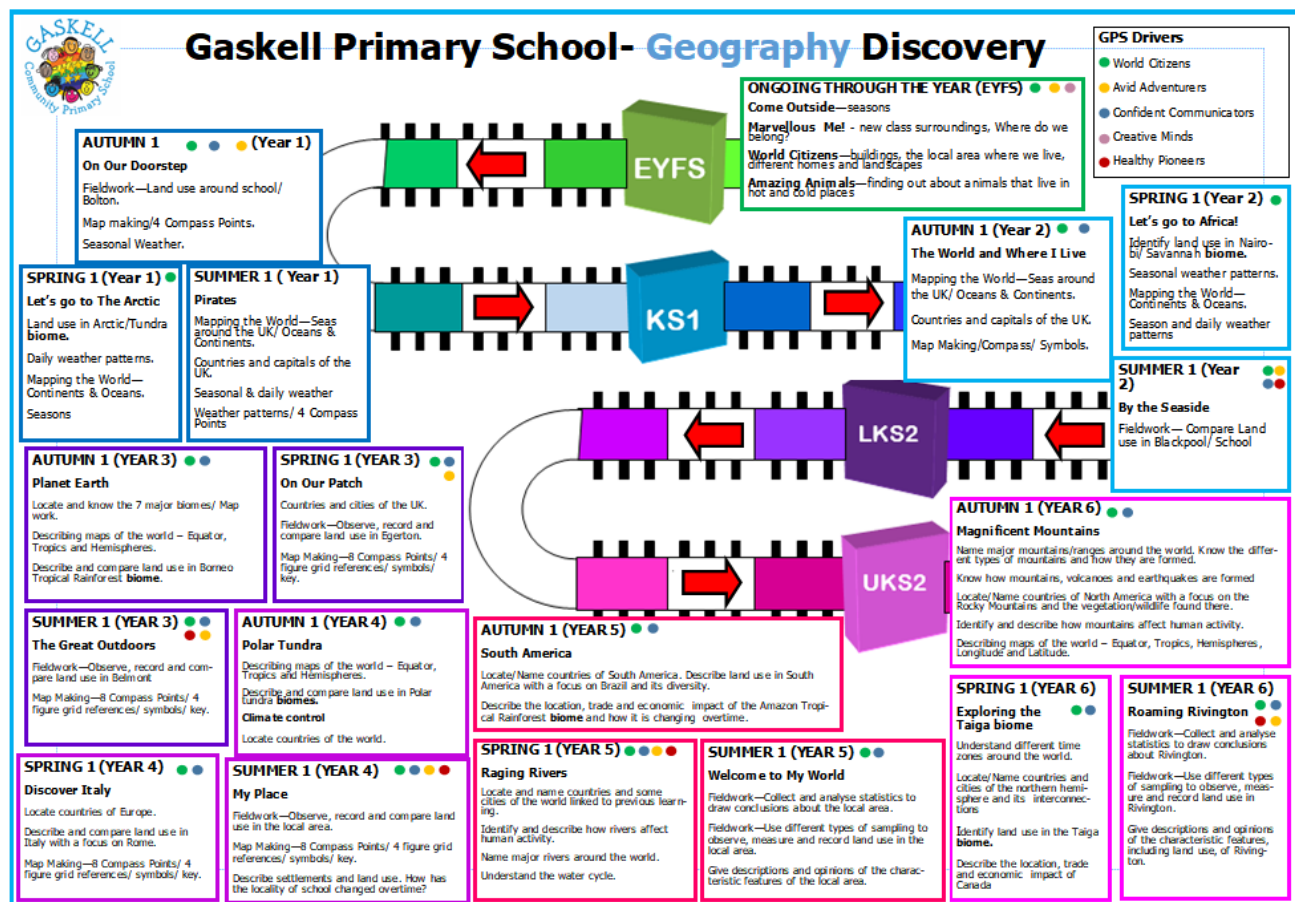 GASKELL
Community Primary School
Gaskell Primary School- Geography Discovery
GPS Drivers
World Citizens
Avid Adventurers
Confident Communicators
Creative Minds
Healthy Pioneers
ONGOING THROUGH THE YEAR (EYFS)
Come Outside—seasons
Marvellous Me! - new class surroundings, Where do we
belong?
World Citizens—buildings, the local area where we live,
different homes and landscapes
Amazing Animals—finding out about animals that live in
hot and cold places
EYFS
AUTUMN 1 (Year 1)
On Our Doorstep
Fieldwork—Land use around school/
Bolton.
Map making/4 Compass Points.
Seasonal Weather.
SPRING 1 (Year 1)
Let's go to The Arctic
Land use in Arctic/Tundra
biome.
Daily weather patterns.
Mapping the World—
Continents & Oceans.
Seasons
SUMMER 1 ( Year 1)
Pirates
Mapping the World—Seas
around the UK/ Oceans &
Continents.
Countries and capitals of the
UK.
Seasonal & daily weather
Weather patterns/ 4 Compass
Points
KS1
AUTUMN 1 (Year 2)
The World and Where I Live
Mapping the World—Seas around
the UK/ Oceans & Continents.
Countries and capitals of the UK.
Map Making/Compass/ Symbols.
SPRING 1 (Year 2)
Let's go to Africa!
Identify land use in Nairo-
bi/ Savannah biome.
Seasonal weather patterns.
Mapping the World—
Continents & Oceans.
Season and daily weather
patterns
SUMMER 1 (Year
2)
By the Seaside
Fieldwork— Compare Land
use in Blackpool/ School
LKS2
AUTUMN 1 (YEAR 3)
Planet Earth
Locate and know the 7 major biomes/ Map
work.
Describing maps of the world – Equator,
Tropics and Hemispheres.
Describe and compare land use in Borneo
Tropical Rainforest biome.
SPRING 1 (YEAR 3)
On Our Patch
Countries and cities of the UK.
Fieldwork—Observe, record and
compare land use in Egerton.
Map Making—8 Compass Points/ 4
figure grid references/ symbols/
key.
SUMMER 1 (YEAR 3)
The Great Outdoors
Fieldwork—Observe, record and com-
pare land use in Belmont
Map Making—8 Compass Points/ 4
figure grid references/ symbols/ key.
AUTUMN 1 (YEAR 4)
Polar Tundra
Describing maps of the world – Equator,
Tropics and Hemispheres.
Describe and compare land use in Polar
tundra biomes.
Climate control
Locate countries of the world.
SPRING 1 (YEAR 4)
Discover Italy
Locate countries of Europe.
Describe and compare land use in
Italy with a focus on Rome.
Map Making—8 Compass Points/ 4
figure grid references/ symbols/ key.
SUMMER 1 (YEAR 4)
My Place
Fieldwork—Observe, record and compare land
use in the local area.
Map Making—8 Compass Points/ 4 figure grid
references/ symbols/ key.
Describe settlements and land use. How has
the locality of school changed overtime?
UKS2
AUTUMN 1 (YEAR 5)
South America
Locate/Name countries of South America. Describe land use in South
America with a focus on Brazil and its diversity.
Describe the location, trade and economic impact of the Amazon Tropi-
cal Rainforest biome and how it is changing overtime.
SPRING 1 (YEAR 5)
Raging Rivers
Locate and name countries and some
cities of the world linked to previous learn-
ing.
Identify and describe how rivers affect
human activity.
Name major rivers around the world.
Understand the water cycle.
SUMMER 1 (YEAR 5)
Welcome to My World
Fieldwork—Collect and analyse statistics to
draw conclusions about the local area.
Fieldwork—Use different types of sampling to
observe, measure and record land use in the
local area.
Give descriptions and opinions of the charac-
teristic features of the local area.
AUTUMN 1 (YEAR 6)
Magnificent Mountains
Name major mountains/ranges around the world. Know the differ-
ent types of mountains and how they are formed.
Know how mountains, volcanoes and earthquakes are formed
Locate/Name countries of North America with a focus on the
Rocky Mountains and the vegetation/wildlife found there.
Identify and describe how mountains affect human activity.
Describing maps of the world – Equator, Tropics, Hemispheres,
Longitude and Latitude.
SPRING 1 (YEAR 6)
Exploring the
Taiga biome
Understand different time
zones around the world.
Locate/Name countries and
cities of the northern hemi-
sphere and its interconnec-
tions
Identify land use in the Taiga
biome.
Describe the location, trade
and economic impact of
Canada
SUMMER 1 (YEAR 6)
Roaming Rivington
Fieldwork—Collect and analyse
statistics to draw conclusions
about Rivington.
Fieldwork—Use different types
of sampling to observe, meas-
ure and record land use in
Rivington.
Give descriptions and opinions
of the characteristic features,
including land use, of Riving-
ton.